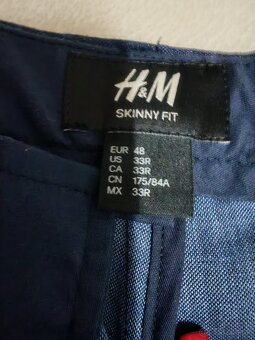 H&M
SKINNY FIT
EUR 48
US 33R
CA 33R
CN 175/84A
MX 33R